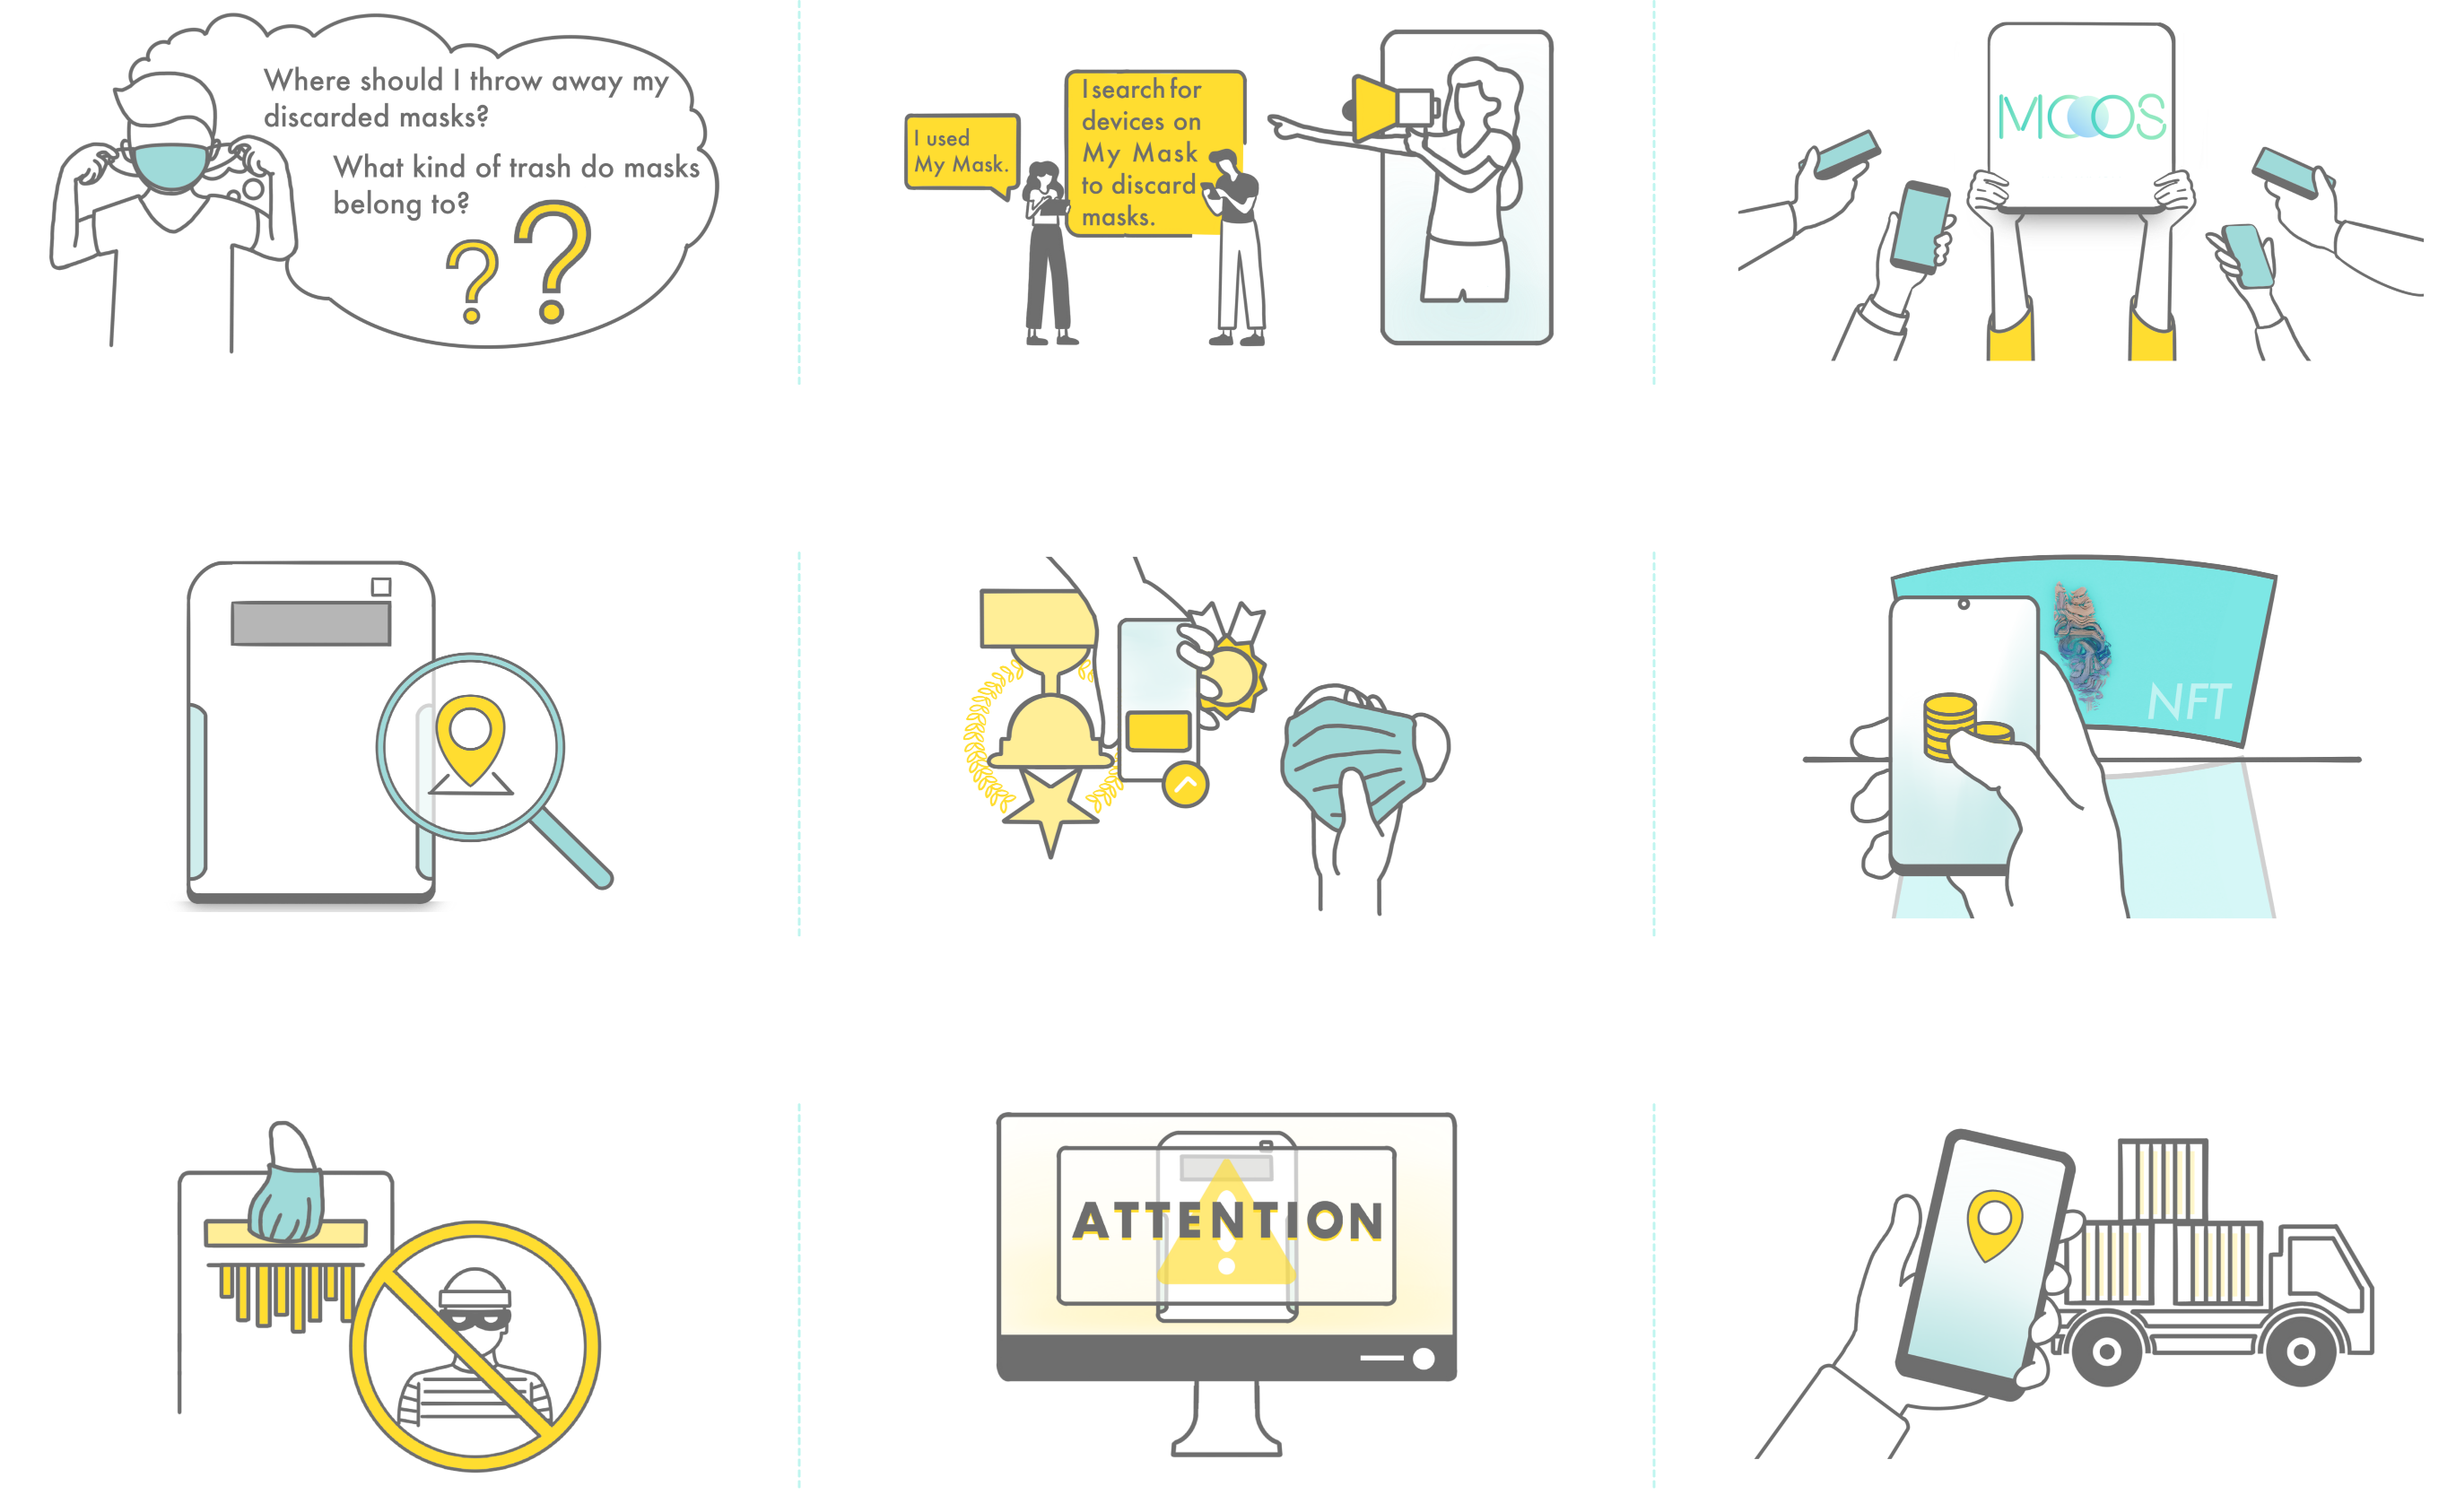 Where should I throw away my
discarded masks?
What kind of trash do masks
belong to?
? ?
I used
My Mask.
I search for
devices on
My Mask
to discard
masks.
MOOOS
NFT
ATTENTION